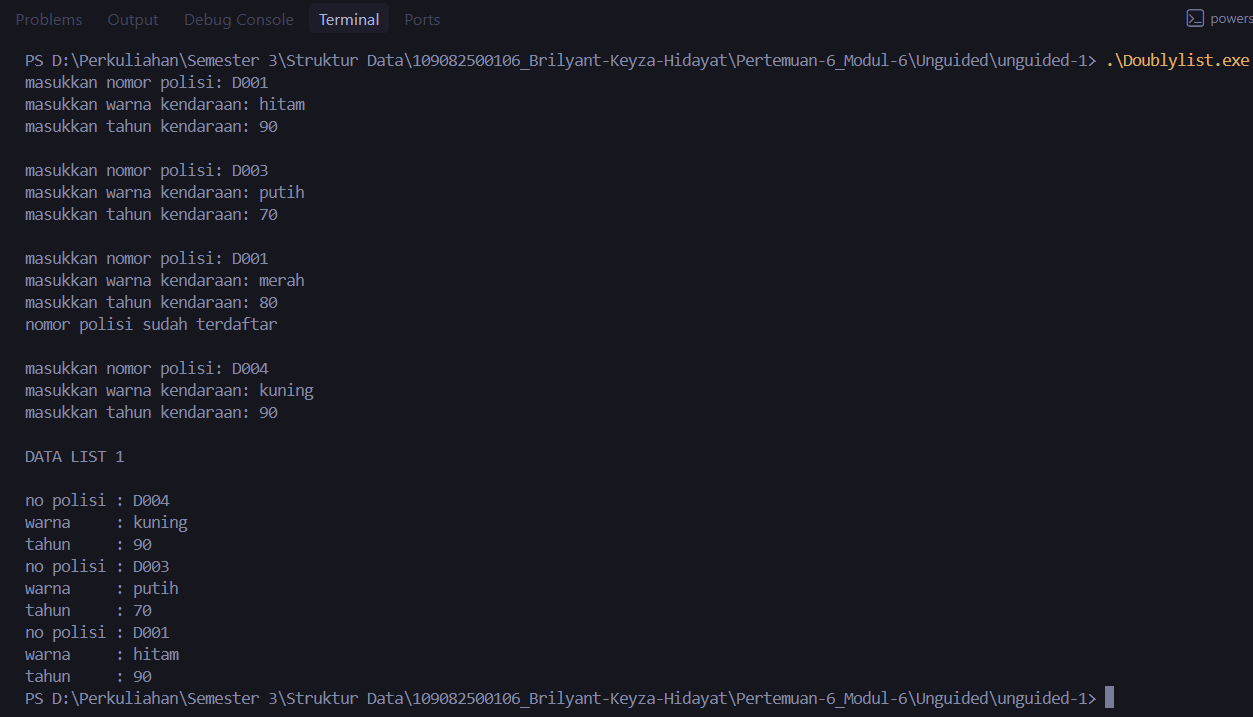 Problems Output Debug Console Terminal Ports powers
PS D:\Perkuliahan\Semester 3\Struktur Data\109082500106_Brilyant-Keyza-Hidayat\Pertemuan-6_Modul-6\Unguided\unguided-1> .\Doublylist.exe
masukkan nomor polisi: D001
masukkan warna kendaraan: hitam
masukkan tahun kendaraan: 90
masukkan nomor polisi: D003
masukkan warna kendaraan: putih
masukkan tahun kendaraan: 70
masukkan nomor polisi: D001
masukkan warna kendaraan: merah
masukkan tahun kendaraan: 80
nomor polisi sudah terdaftar
masukkan nomor polisi: D004
masukkan warna kendaraan: kuning
masukkan tahun kendaraan: 90
DATA LIST 1
no polisi : D004
warna     : kuning
tahun     : 90
no polisi : D003
warna     : putih
tahun     : 70
no polisi : D001
warna     : hitam
tahun     : 90
PS D:\Perkuliahan\Semester 3\Struktur Data\109082500106_Brilyant-Keyza-Hidayat\Pertemuan-6_Modul-6\Unguided\unguided-1>